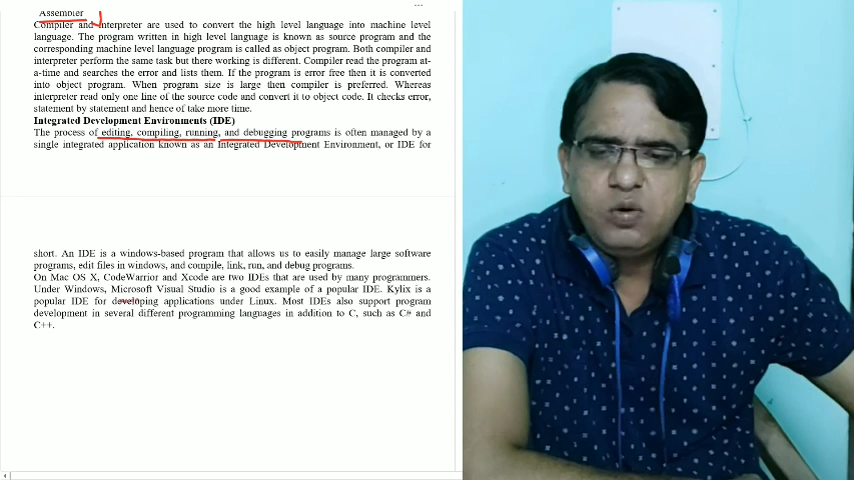 Assembler
Compiler and interpreter are used to convert the high level language into machine level
language. The program written in high level language is known as source program and the
corresponding machine level language program is called as object program. Both compiler and
interpreter perform the same task but there working is different. Compiler read the program at-
a-time and searches the error and lists them. If the program is error free then it is converted
into object program. When program size is large then compiler is preferred. Whereas
interpreter read only one line of the source code and convert it to object code. It checks error,
statement by statement and hence of take more time.
Integrated Development Environments (IDE)
The process of editing, compiling, running, and debugging programs is often managed by a
single integrated application known as an Integrated Development Environment, or IDE for
short. An IDE is a windows-based program that allows us to easily manage large software
programs, edit files in windows, and compile, link, run, and debug programs.
On Mac OS X, CodeWarrior and Xcode are two IDEs that are used by many programmers.
Under Windows, Microsoft Visual Studio is a good example of a popular IDE. Kylix is a
popular IDE for developing applications under Linux. Most IDEs also support program
development in several different programming languages in addition to C, such as C# and
C++.